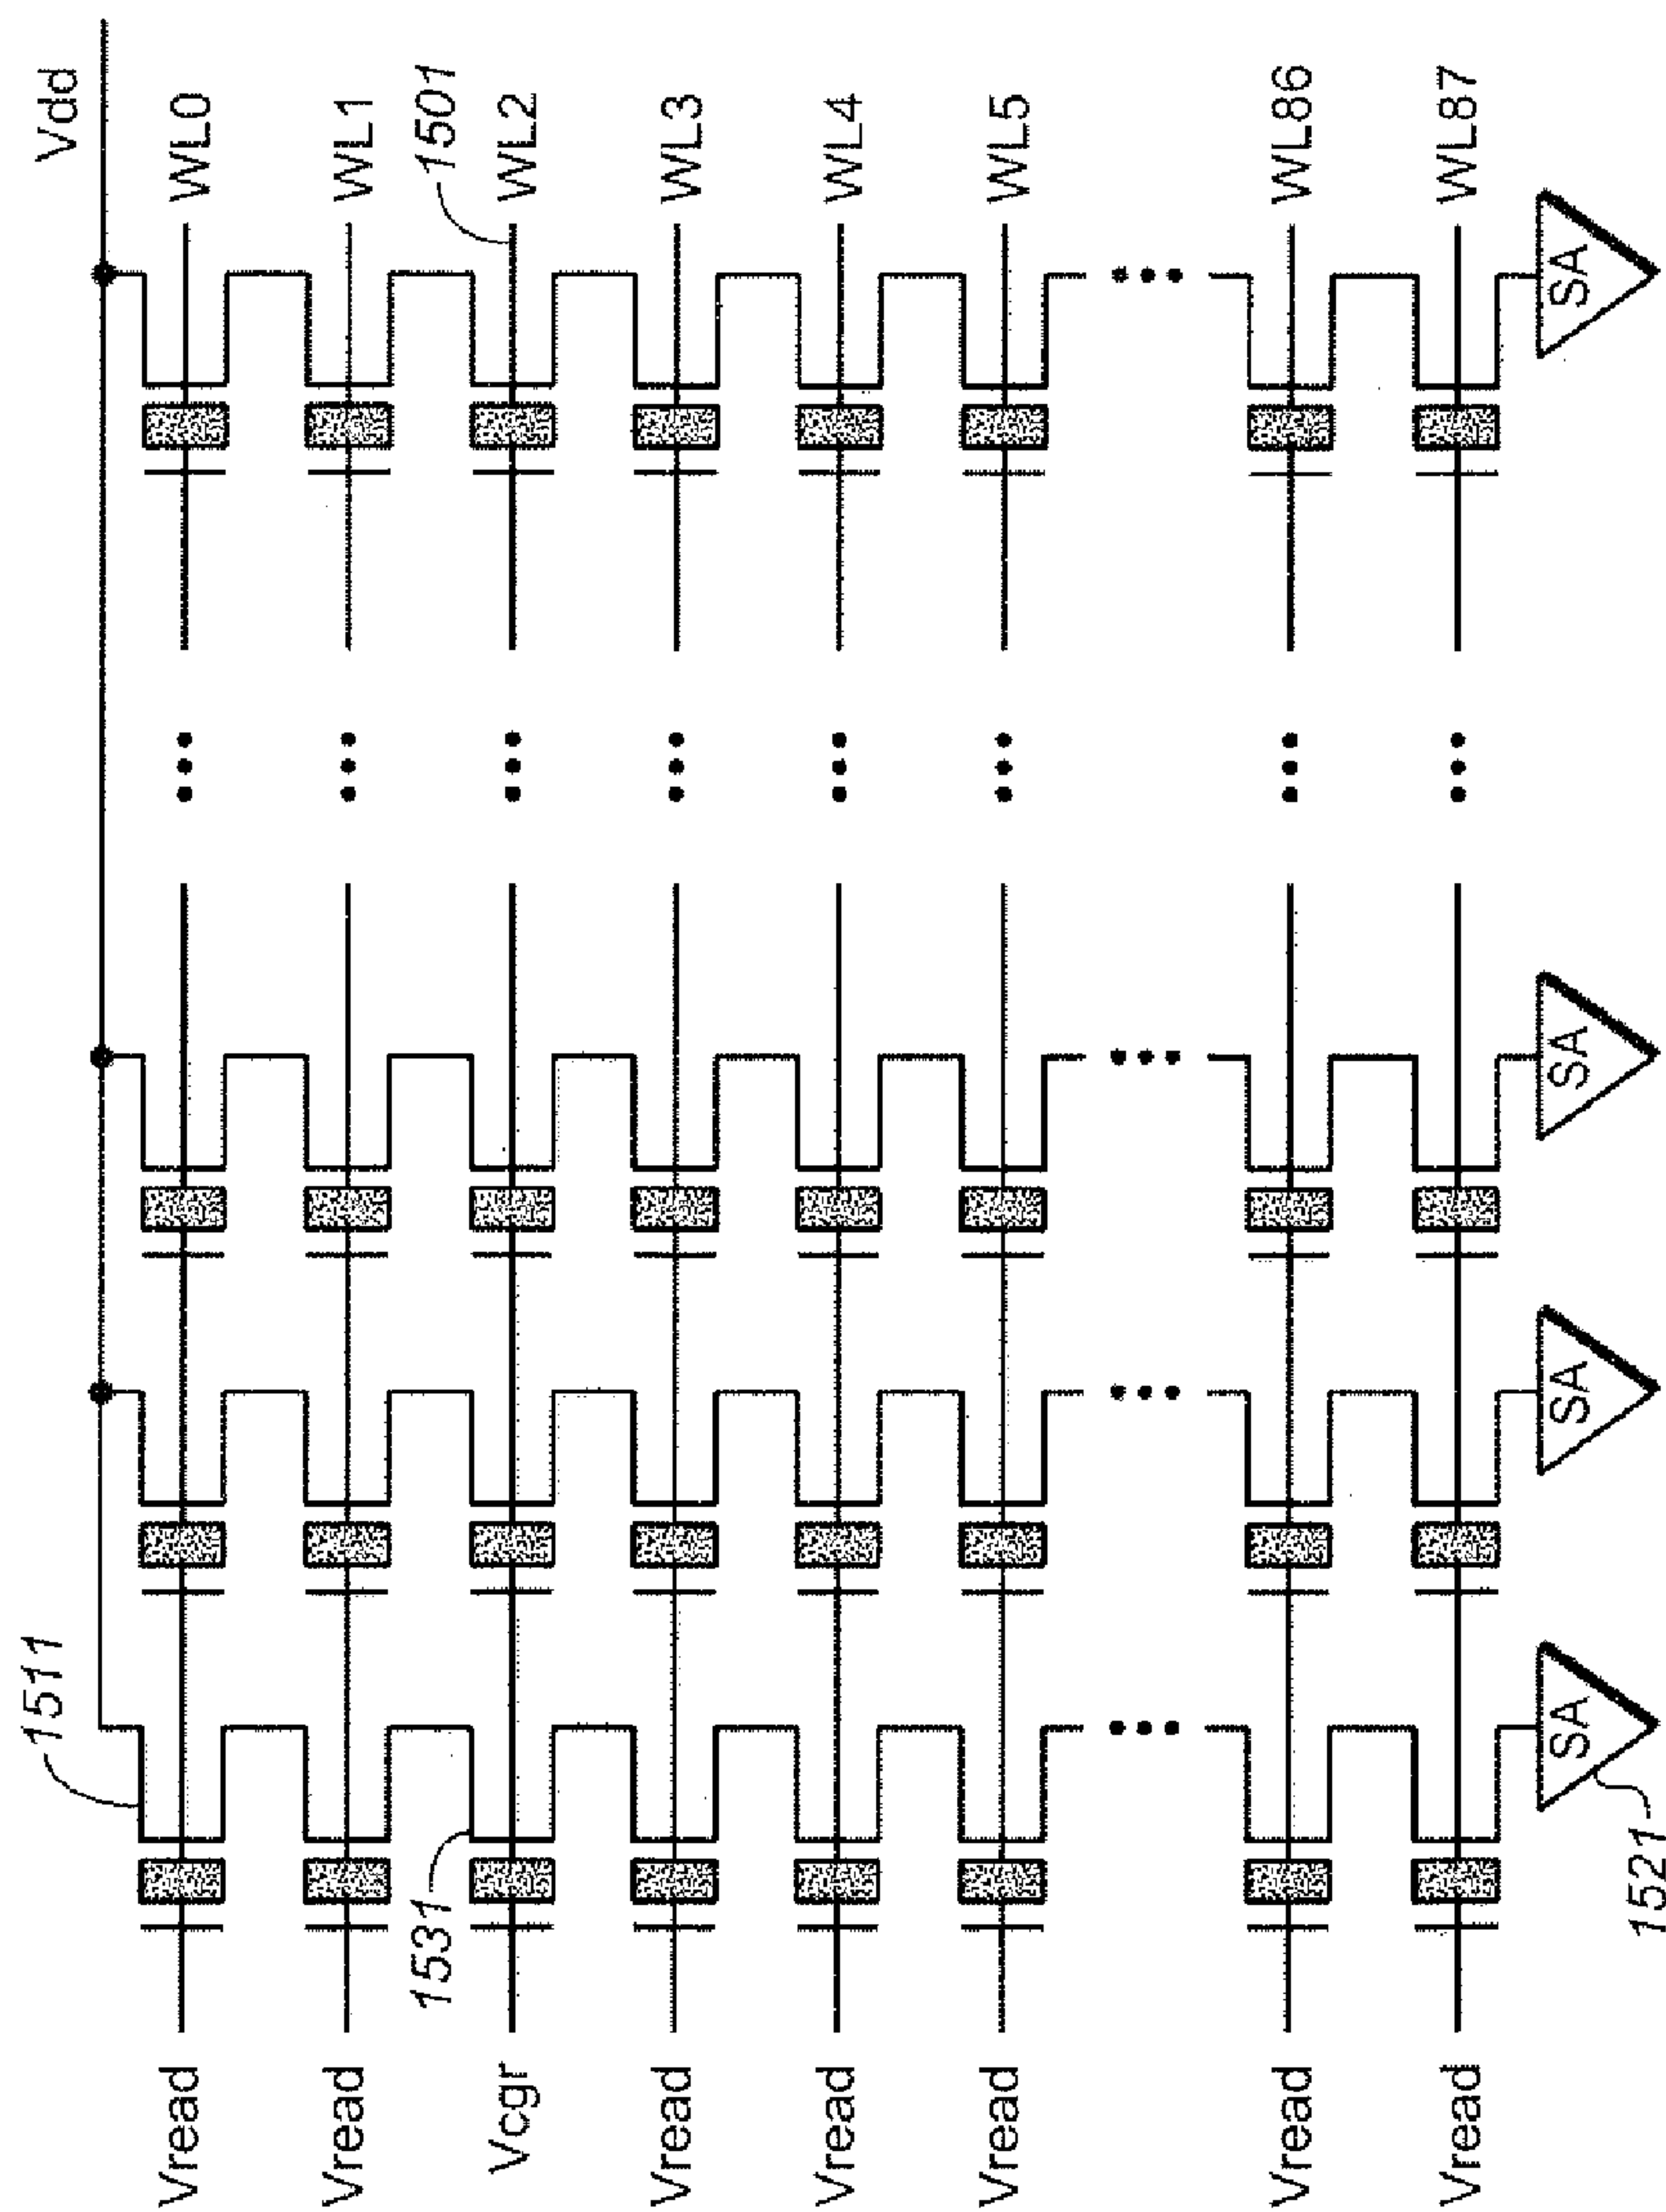 Vdd
WL0
WL1
1501
WL2
WL3
WL4
WL5
WL86
WL87
SA
SA
SA
SA
1511
1531
1521
Vread
Vread
Vcgr
Vread
Vread
Vread
Vread
Vread